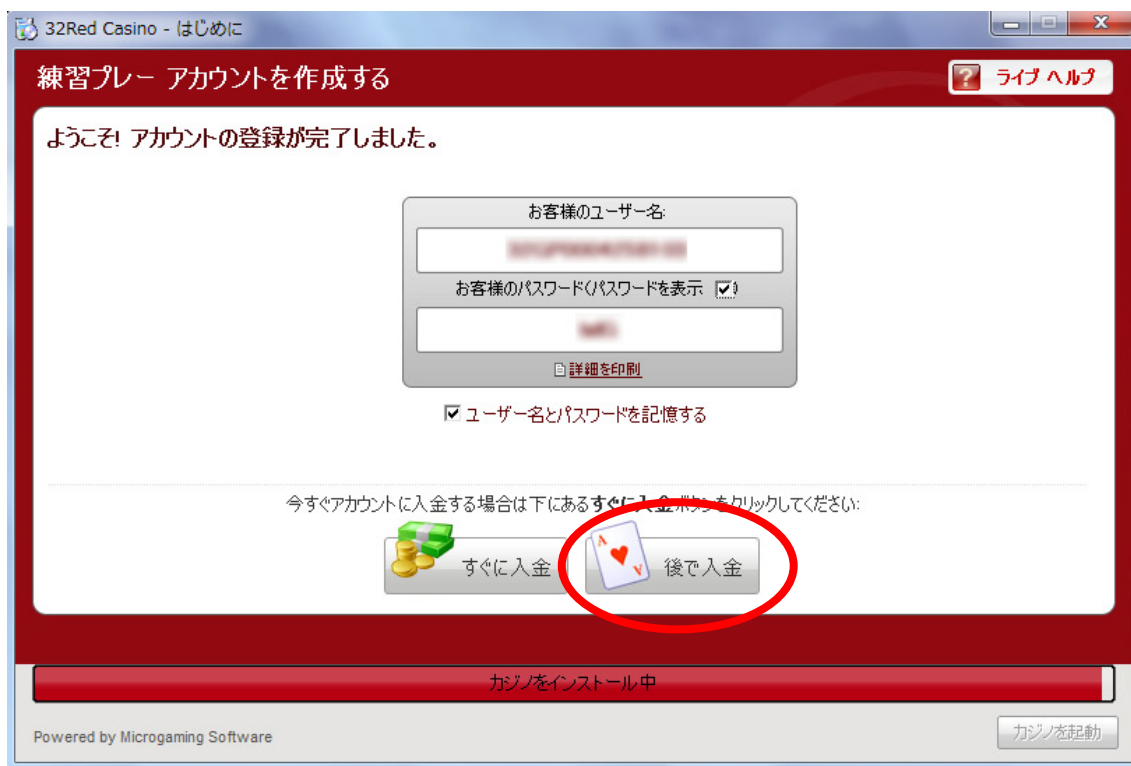 32Red Casino - はじめに
練習プレー アカウントを作成する
? ライブ ヘルプ
ようこそ! アカウントの登録が完了しました。
お客様のユーザー名:
お客様のパスワード(パスワードを表示 )
詳細を印刷
ユーザー名とパスワードを記憶する
今すぐアカウントに入金する場合は下にあるすぐに入金ボタンをクリックしてください:
すぐに入金
A A 後で入金
カジノをインストール中
Powered by Microgaming Software
カジノを起動